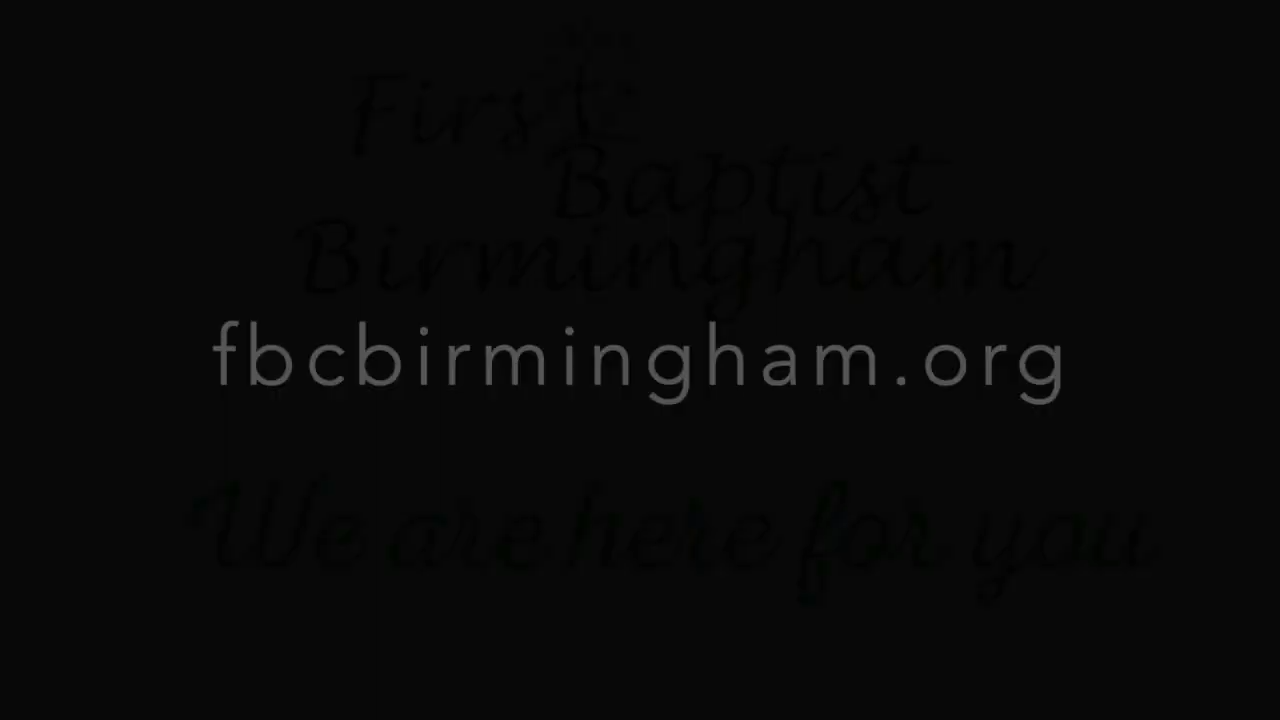 First
Baptist
Birmingham
fbcbirmingham.org
We are here for you